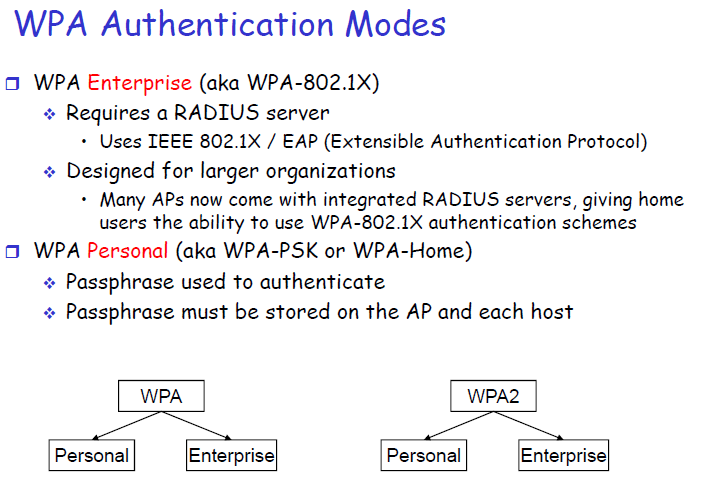 WPA Authentication Modes
WPA Enterprise (aka WPA-802.1X)
Requires a RADIUS server
• Uses IEEE 802.1X / EAP (Extensible Authentication Protocol)
Designed for larger organizations
• Many APs now come with integrated RADIUS servers, giving home
users the ability to use WPA-802.1X authentication schemes
WPA Personal (aka WPA-PSK or WPA-Home)
Passphrase used to authenticate
Passphrase must be stored on the AP and each host
WPA
WPA2
Personal
Enterprise
Personal
Enterprise